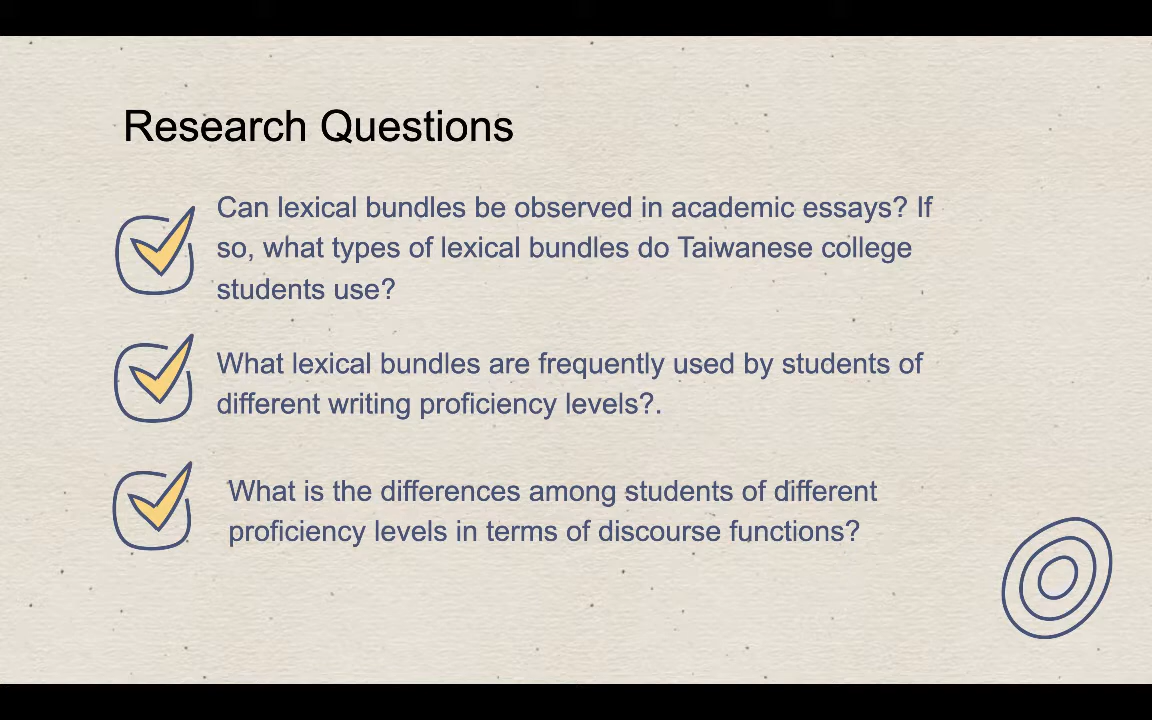 Research Questions
Can lexical bundles be observed in academic essays? If
so, what types of lexical bundles do Taiwanese college
students use?
What lexical bundles are frequently used by students of
different writing proficiency levels?.
What is the differences among students of different
proficiency levels in terms of discourse functions?